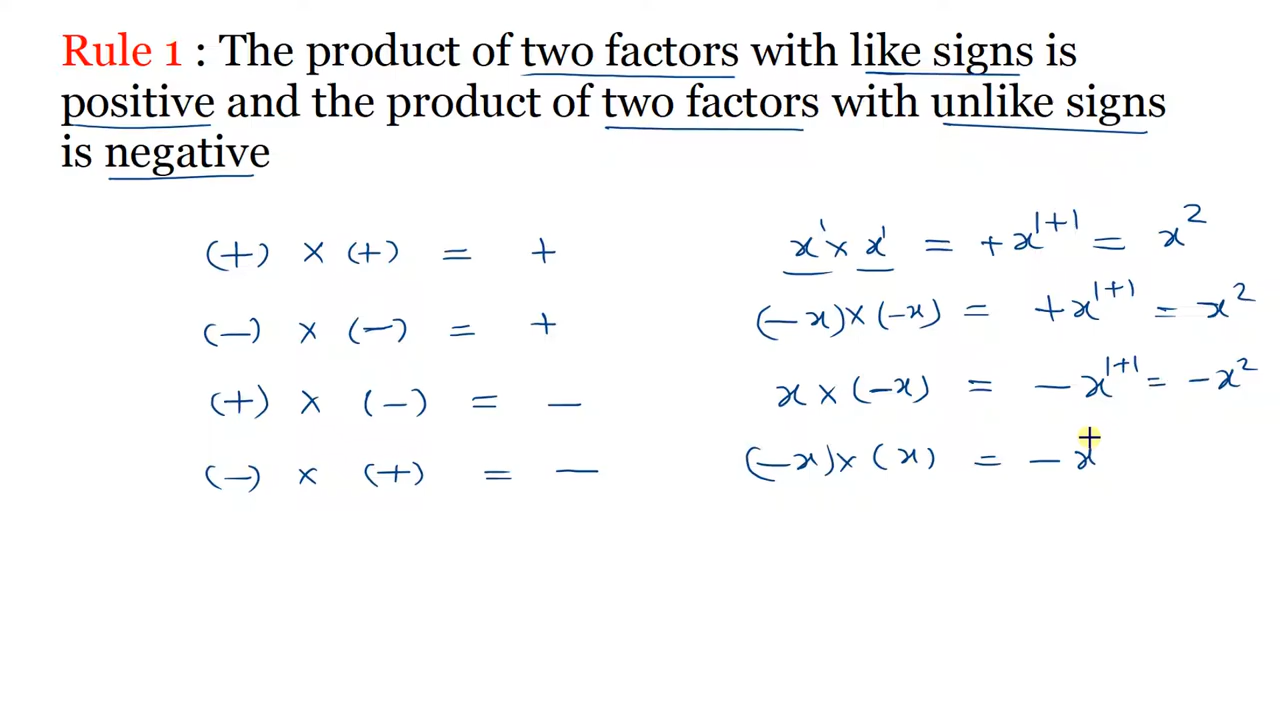 Rule 1 : The product of two factors with like signs is
positive and the product of two factors with unlike signs
is negative
(+) × (+) = +
x¹ × x¹ = +x¹⁺¹ = x²
(−) × (−) = +
(−x) × (−x) = +x¹⁺¹ = x²
(+) × (−) = −
x × (−x) = −x¹⁺¹ = −x²
(−) × (+) = −
(−x) × (x) = −x